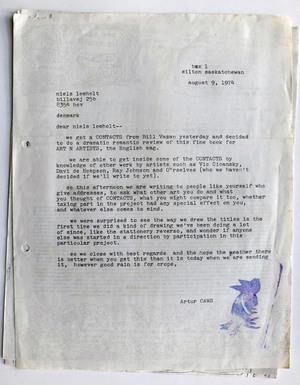 box 1
silton saskatchewan
august 9, 1974
niels lomholt
billavej 25b
8354 hov
denmark
dear niels lomholt--
we got a CONTACTS from Bill Vazan yesterday and decided
to do a dramatic romantic review of this fine book for
ART N ARTISTS, the English mag.
we are able to get inside some of the CONTACTS by
knowledge of other work by artists such as Vic Cicansky,
Davi de Hompson, Ray Johnson and O'rselves (who we haven't
decided if we'll write to yet).
so this afternoon we are writing to people like yourself who
give addresses, to ask what other art you do and what
you thought of CONTACTS, what you might compare it too, whether
taking part in the project had any special effect on you,
and whatever else comes to mind.
we were surprised to see the way we drew the titles is the
first time we did a kind of drawing we've been doing a lot
of since, like the stationery reverse, and wonder if anyone
else was started in a direction by participation in this
particular project.
so we close with best regards and the hope the weather there
is better when you get this than it is today when we are sending
it, however good rain is for crops,
Artur CANS